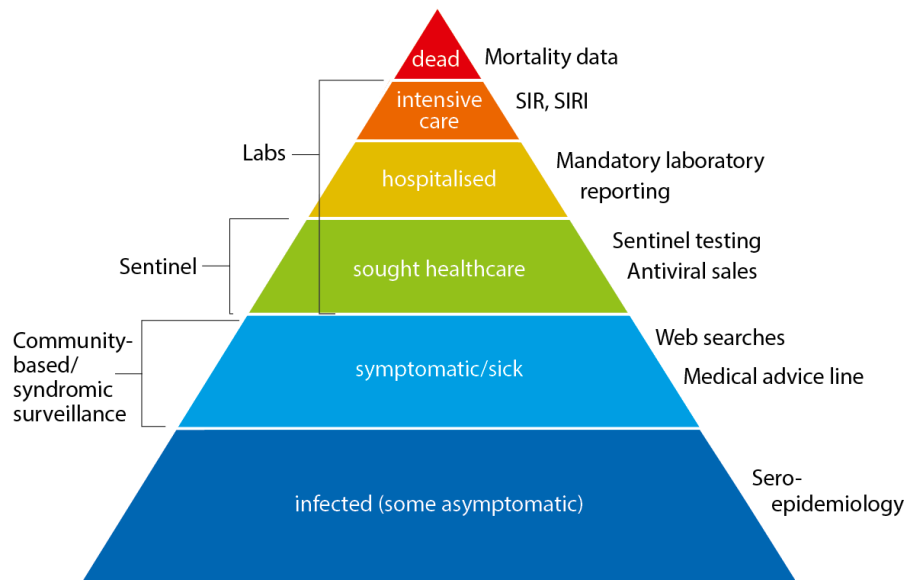 dead
Mortality data
intensive
care
SIR, SIRI
Labs
hospitalised
Mandatory laboratory
reporting
Sentinel
sought healthcare
Sentinel testing
Antiviral sales
Community-
based/
syndromic
surveillance
symptomatic/sick
Web searches
Medical advice line
infected (some asymptomatic)
Sero-
epidemiology